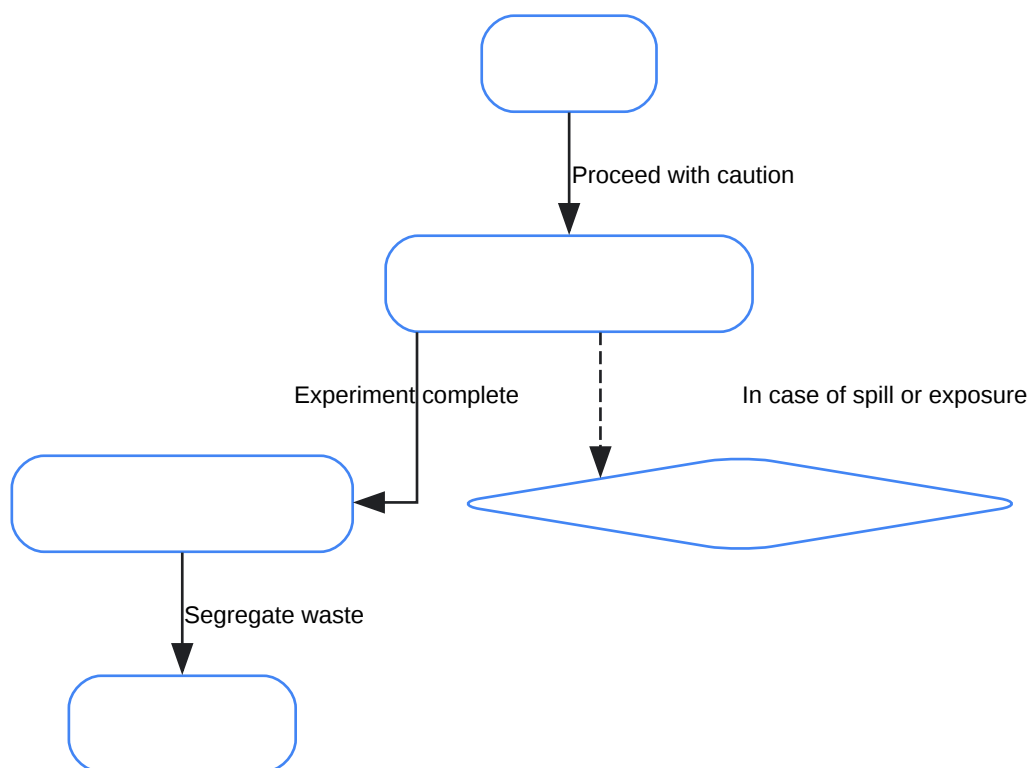 Proceed with caution
Experiment complete
In case of spill or exposure
Segregate waste